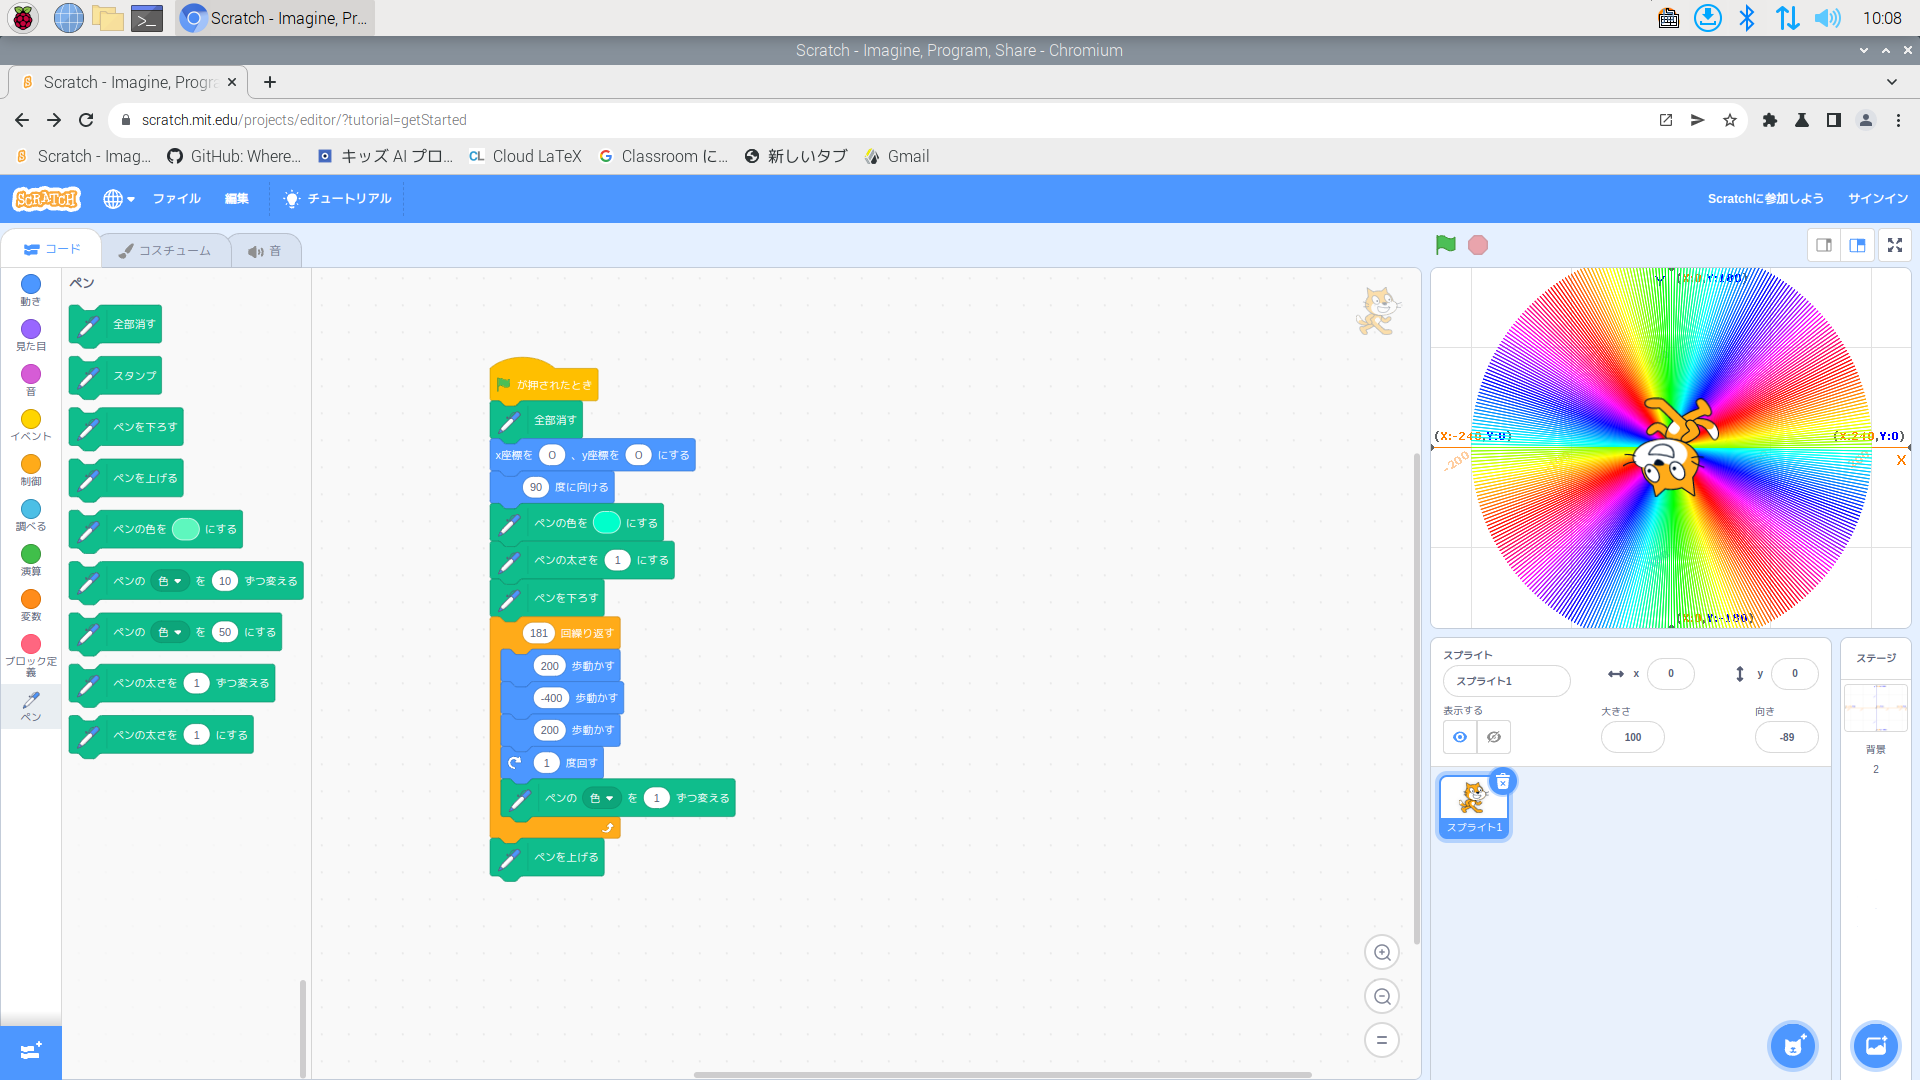 Scratch - Imagine, Pr...
10:08
Scratch - Imagine, Program, Share - Chromium
Scratch - Imagine, Progra
scratch.mit.edu/projects/editor/?tutorial=getStarted
Scratch - Imag...
GitHub: Where...
キッズ AI プロ...
CL Cloud LaTeX
Classroom に...
新しいタブ
Gmail
SCRATCH
ファイル
編集
チュートリアル
Scratchに参加しよう
サインイン
コード
コスチューム
音
動き
見た目
音
イベント
制御
調べる
演算
変数
ブロック定義
ペン
ペン
全部消す
スタンプ
ペンを下ろす
ペンを上げる
ペンの色を にする
ペンの 色 を 10 ずつ変える
ペンの 色 を 50 にする
ペンの太さを 1 ずつ変える
ペンの太さを 1 にする
が押されたとき
全部消す
x座標を 0 、y座標を 0 にする
90 度に向ける
ペンの色を にする
ペンの太さを 1 にする
ペンを下ろす
181 回繰り返す
200 歩動かす
-400 歩動かす
200 歩動かす
1 度回す
ペンの 色 を 1 ずつ変える
ペンを上げる
Y (X:0,Y:180)
(X:-240,Y:0)
(X:240,Y:0)
-200
X
(X:0,Y:-180)
スプライト
スプライト1
x 0
y 0
表示する
大きさ
100
向き
-89
スプライト1
ステージ
背景
2